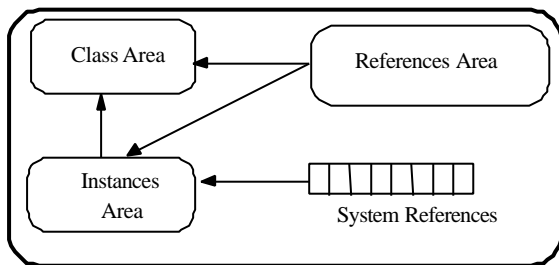 Class Area
References Area
Instances
Area
System References